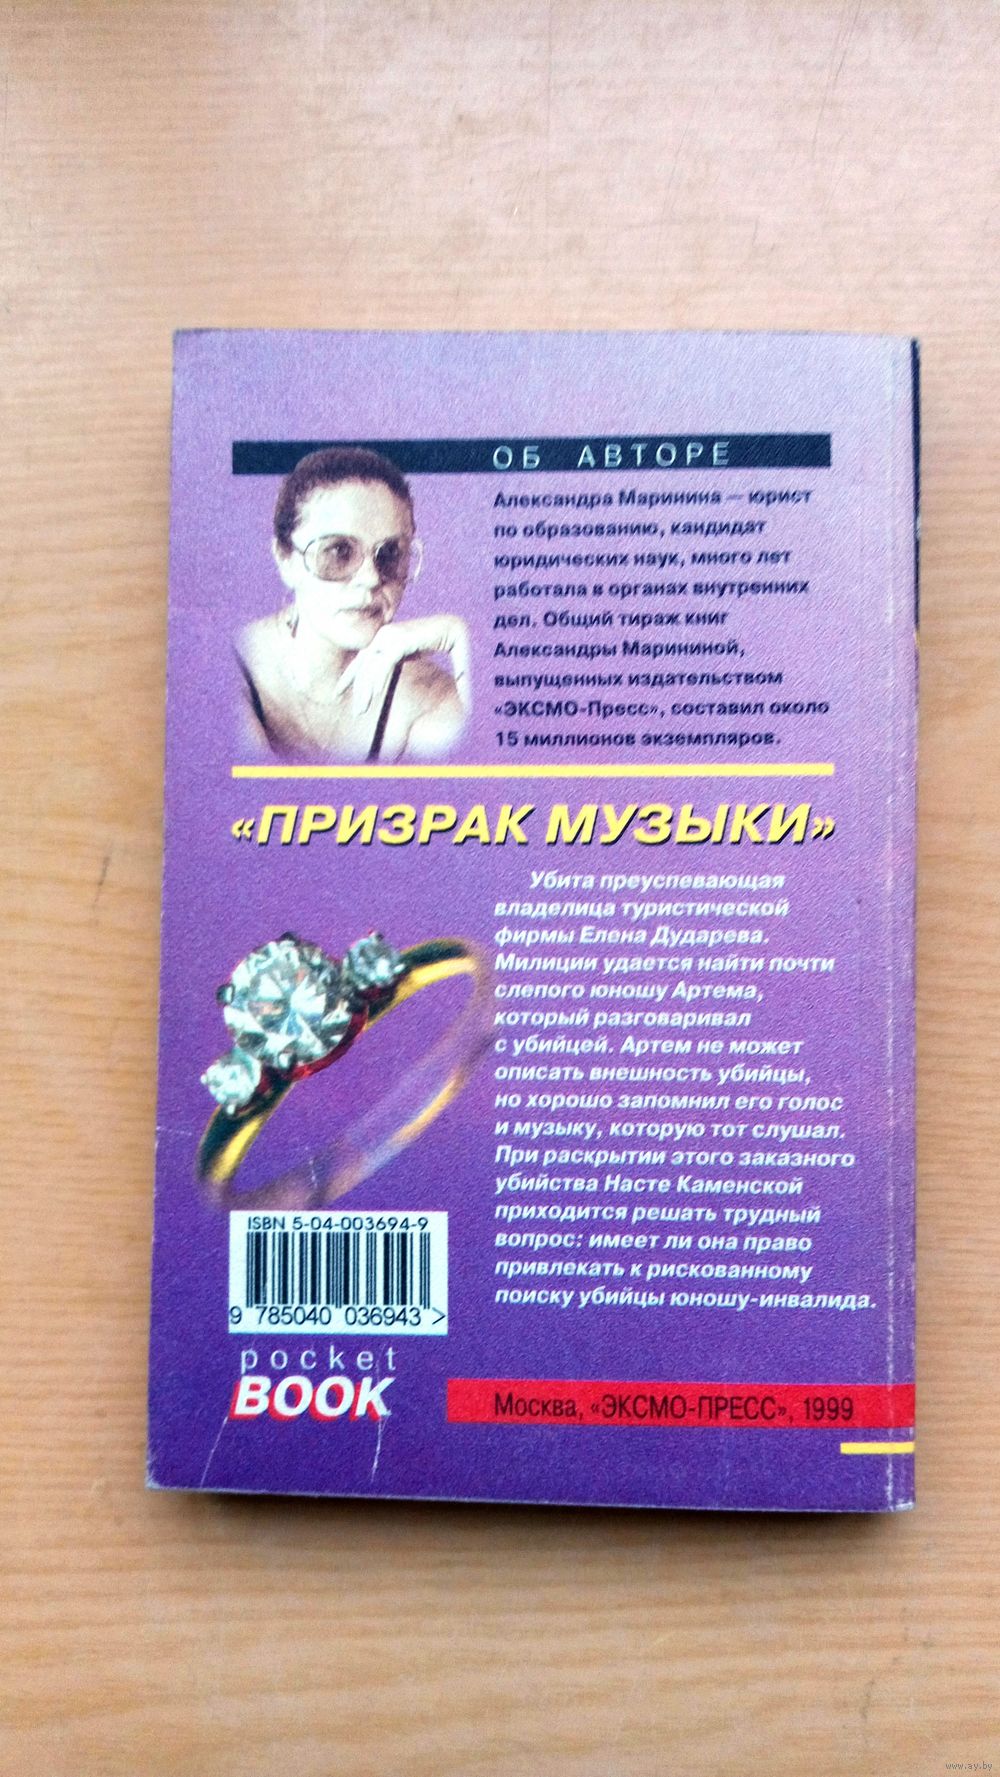 ОБ АВТОРЕ
Александра Маринина — юрист
по образованию, кандидат
юридических наук, много лет
работала в органах внутренних
дел. Общий тираж книг
Александры Марининой,
выпущенных издательством
«ЭКСМО-Пресс», составил около
15 миллионов экземпляров.
«ПРИЗРАК МУЗЫКИ»
Убита преуспевающая
владелица туристической
фирмы Елена Дударева.
Милиции удается найти почти
слепого юношу Артема,
который разговаривал
с убийцей. Артем не может
описать внешность убийцы,
но хорошо запомнил его голос
и музыку, которую тот слушал.
При раскрытии этого заказного
убийства Насте Каменской
приходится решать трудный
вопрос: имеет ли она право
привлекать к рискованному
поиску убийцы юношу-инвалида.
ISBN 5-04-003694-9
9 785040 036943 >
pocket
BOOK
Москва, «ЭКСМО-ПРЕСС», 1999
www.ay.by